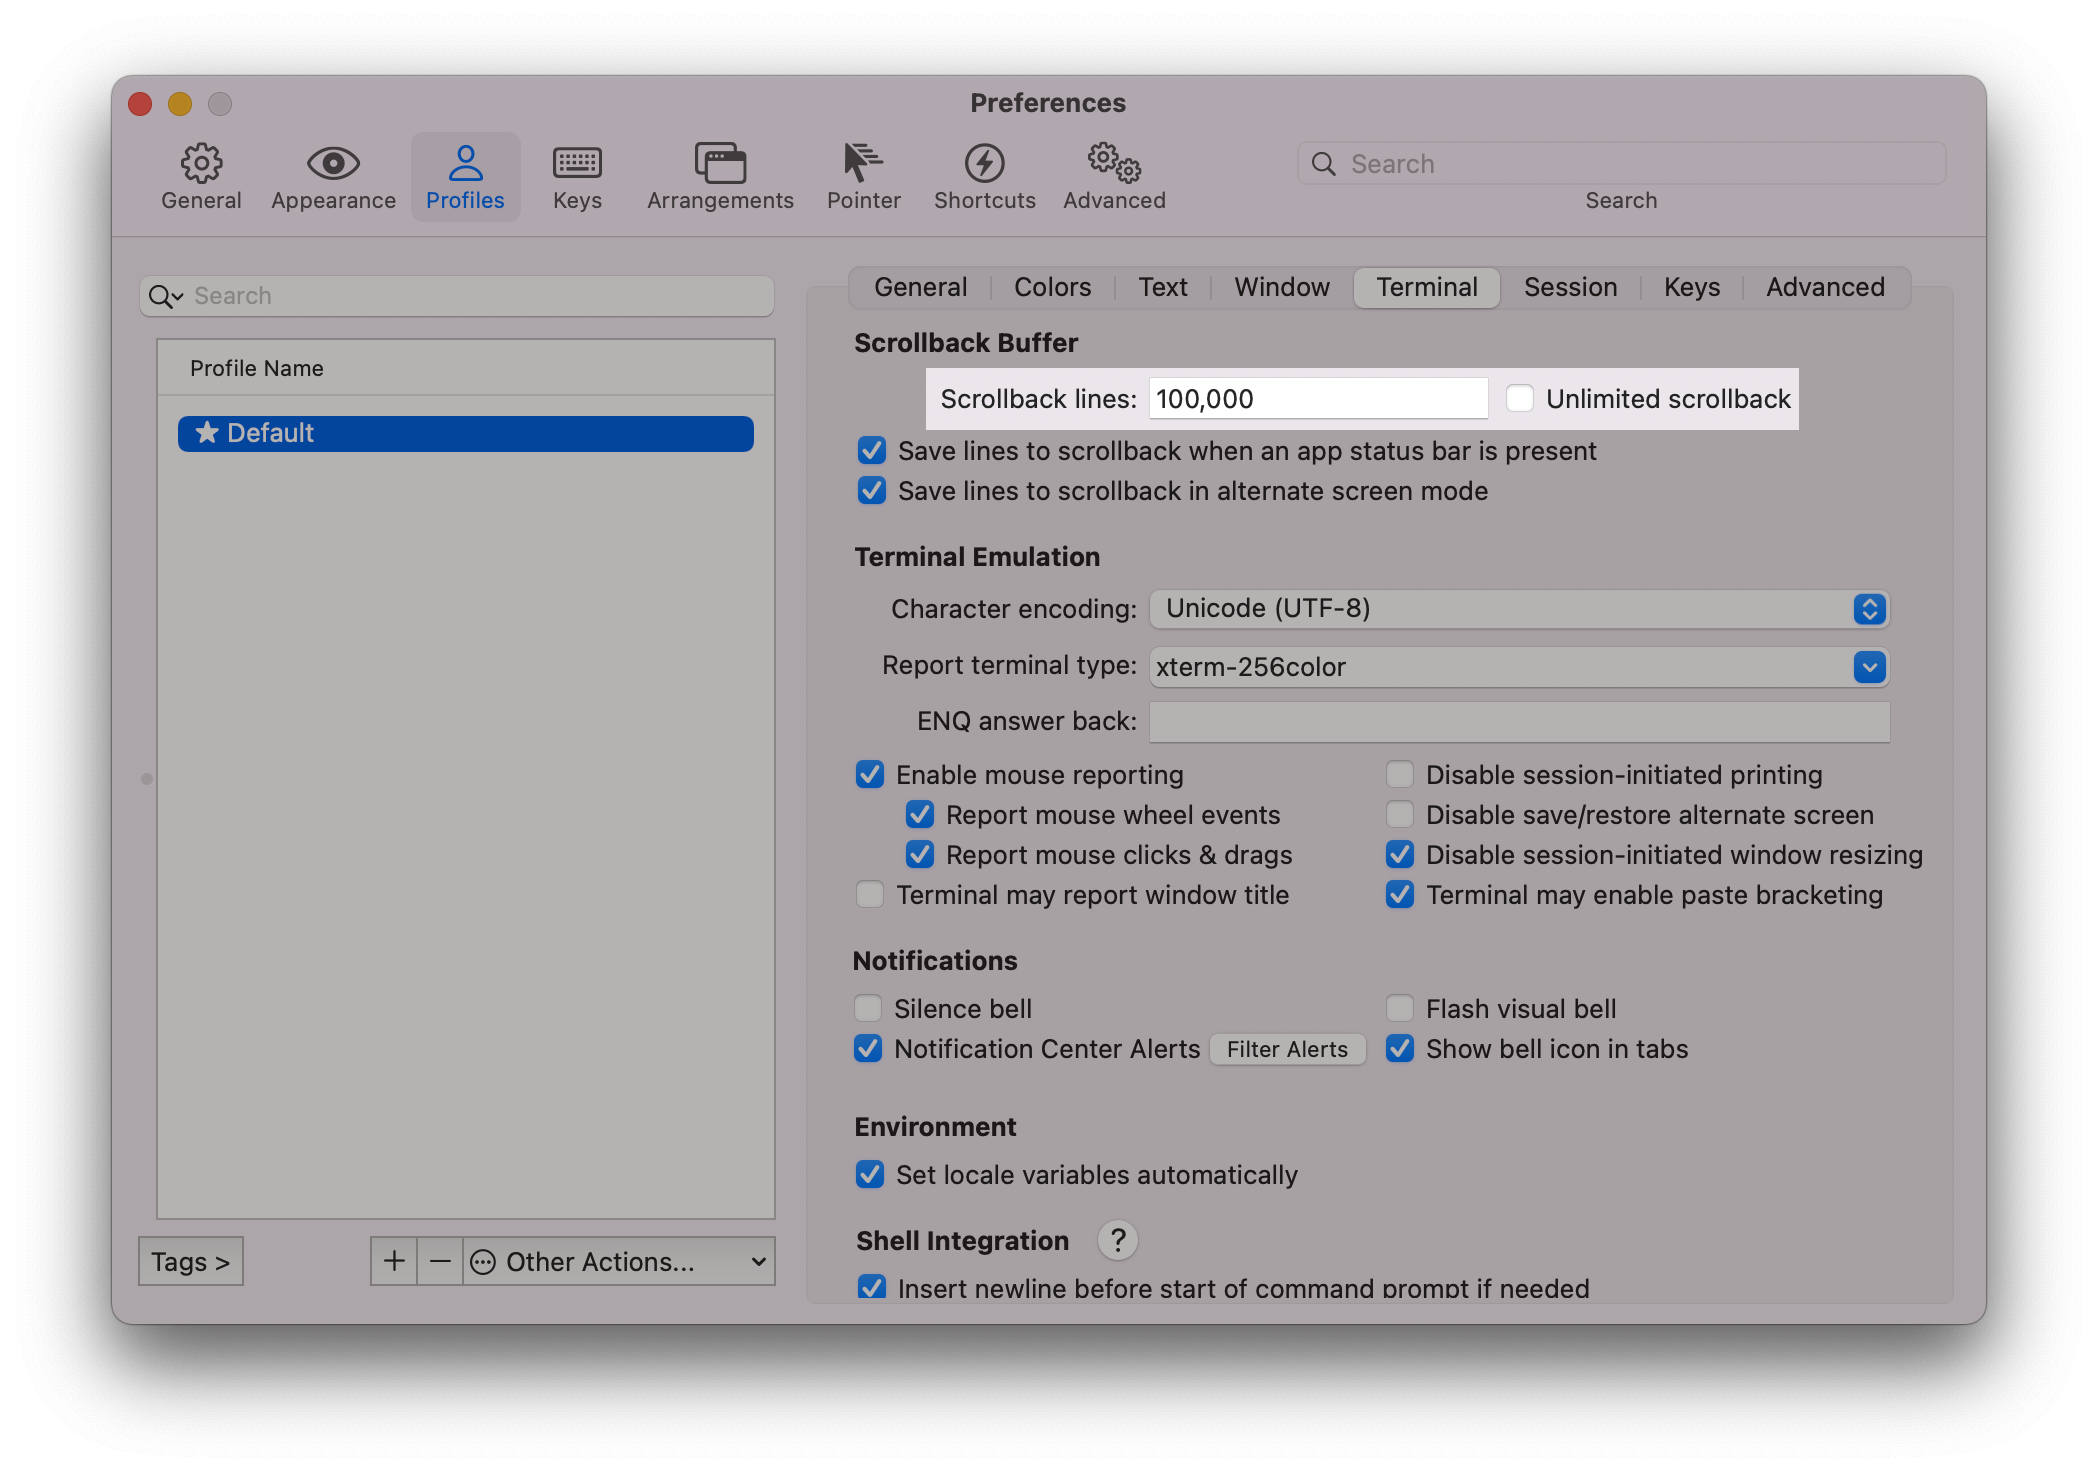 Preferences
General
Appearance
Profiles
Keys
Arrangements
Pointer
Shortcuts
Advanced
Search
Search
Search
Profile Name
Default
Tags >
Other Actions...
General
Colors
Text
Window
Terminal
Session
Keys
Advanced
Scrollback Buffer
Scrollback lines: 100,000 Unlimited scrollback
Save lines to scrollback when an app status bar is present
Save lines to scrollback in alternate screen mode
Terminal Emulation
Character encoding: Unicode (UTF-8)
Report terminal type: xterm-256color
ENQ answer back:
Enable mouse reporting
Disable session-initiated printing
Report mouse wheel events
Disable save/restore alternate screen
Report mouse clicks & drags
Disable session-initiated window resizing
Terminal may report window title
Terminal may enable paste bracketing
Notifications
Silence bell
Flash visual bell
Notification Center Alerts Filter Alerts
Show bell icon in tabs
Environment
Set locale variables automatically
Shell Integration ?
Insert newline before start of command prompt if needed